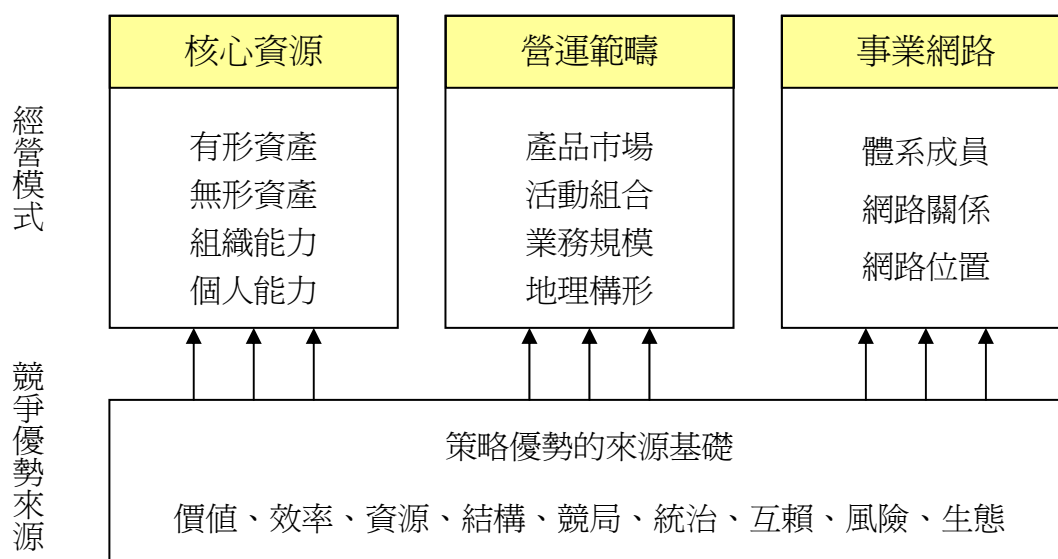 核心資源
營運範疇
事業網路
經營模式
有形資產
無形資產
組織能力
個人能力
產品市場
活動組合
業務規模
地理構形
體系成員
網路關係
網路位置
競爭優勢來源
策略優勢的來源基礎
價值、效率、資源、結構、競局、統治、互賴、風險、生態